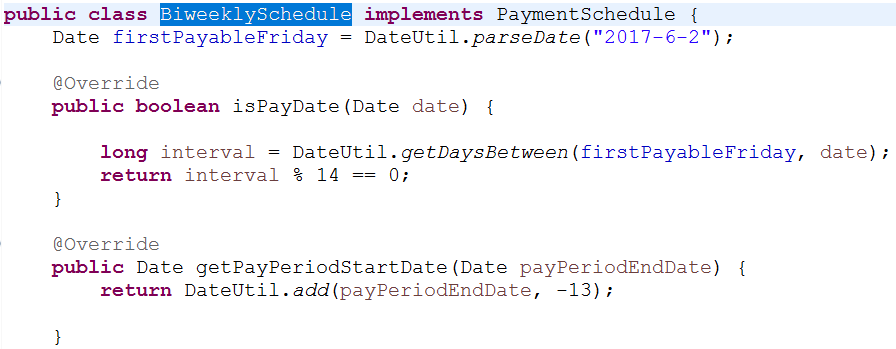 public class BiweeklySchedule implements PaymentSchedule {
    Date firstPayableFriday = DateUtil.parseDate("2017-6-2");
    @Override
    public boolean isPayDate(Date date) {
        long interval = DateUtil.getDaysBetween(firstPayableFriday, date);
        return interval % 14 == 0;
    }
    @Override
    public Date getPayPeriodStartDate(Date payPeriodEndDate) {
        return DateUtil.add(payPeriodEndDate, -13);
    }